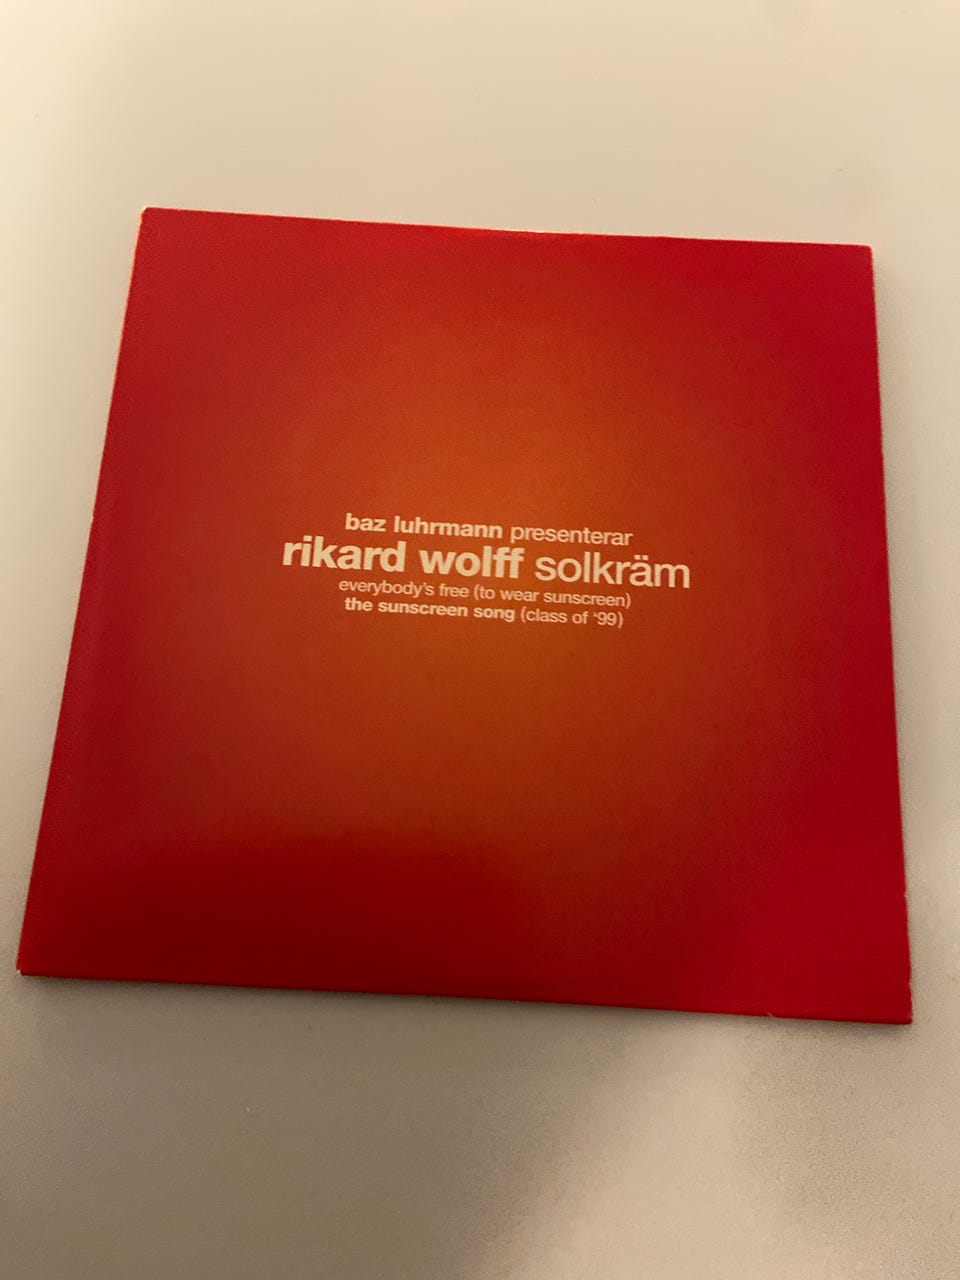 baz luhrmann presenterar
rikard wolff solkräm
everybody's free (to wear sunscreen)
the sunscreen song (class of ‘99)